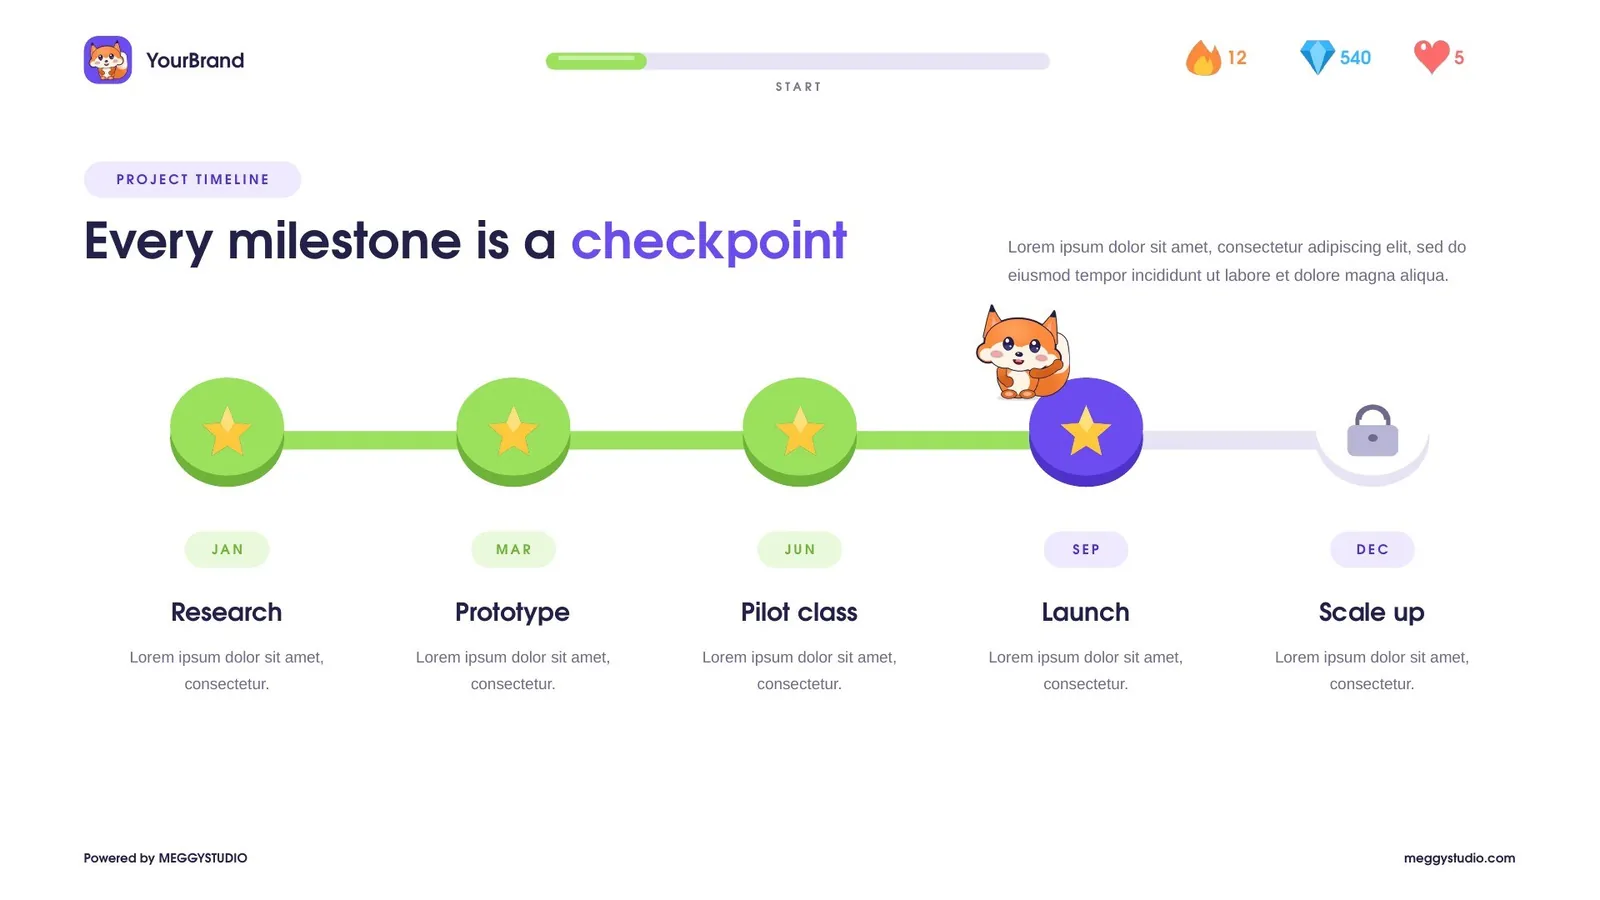 YourBrand
START
12
540
5
PROJECT TIMELINE
Every milestone is a checkpoint
Lorem ipsum dolor sit amet, consectetur adipiscing elit, sed do
eiusmod tempor incididunt ut labore et dolore magna aliqua.
JAN
Research
Lorem ipsum dolor sit amet,
consectetur.
MAR
Prototype
Lorem ipsum dolor sit amet,
consectetur.
JUN
Pilot class
Lorem ipsum dolor sit amet,
consectetur.
SEP
Launch
Lorem ipsum dolor sit amet,
consectetur.
DEC
Scale up
Lorem ipsum dolor sit amet,
consectetur.
Powered by MEGGYSTUDIO
meggystudio.com